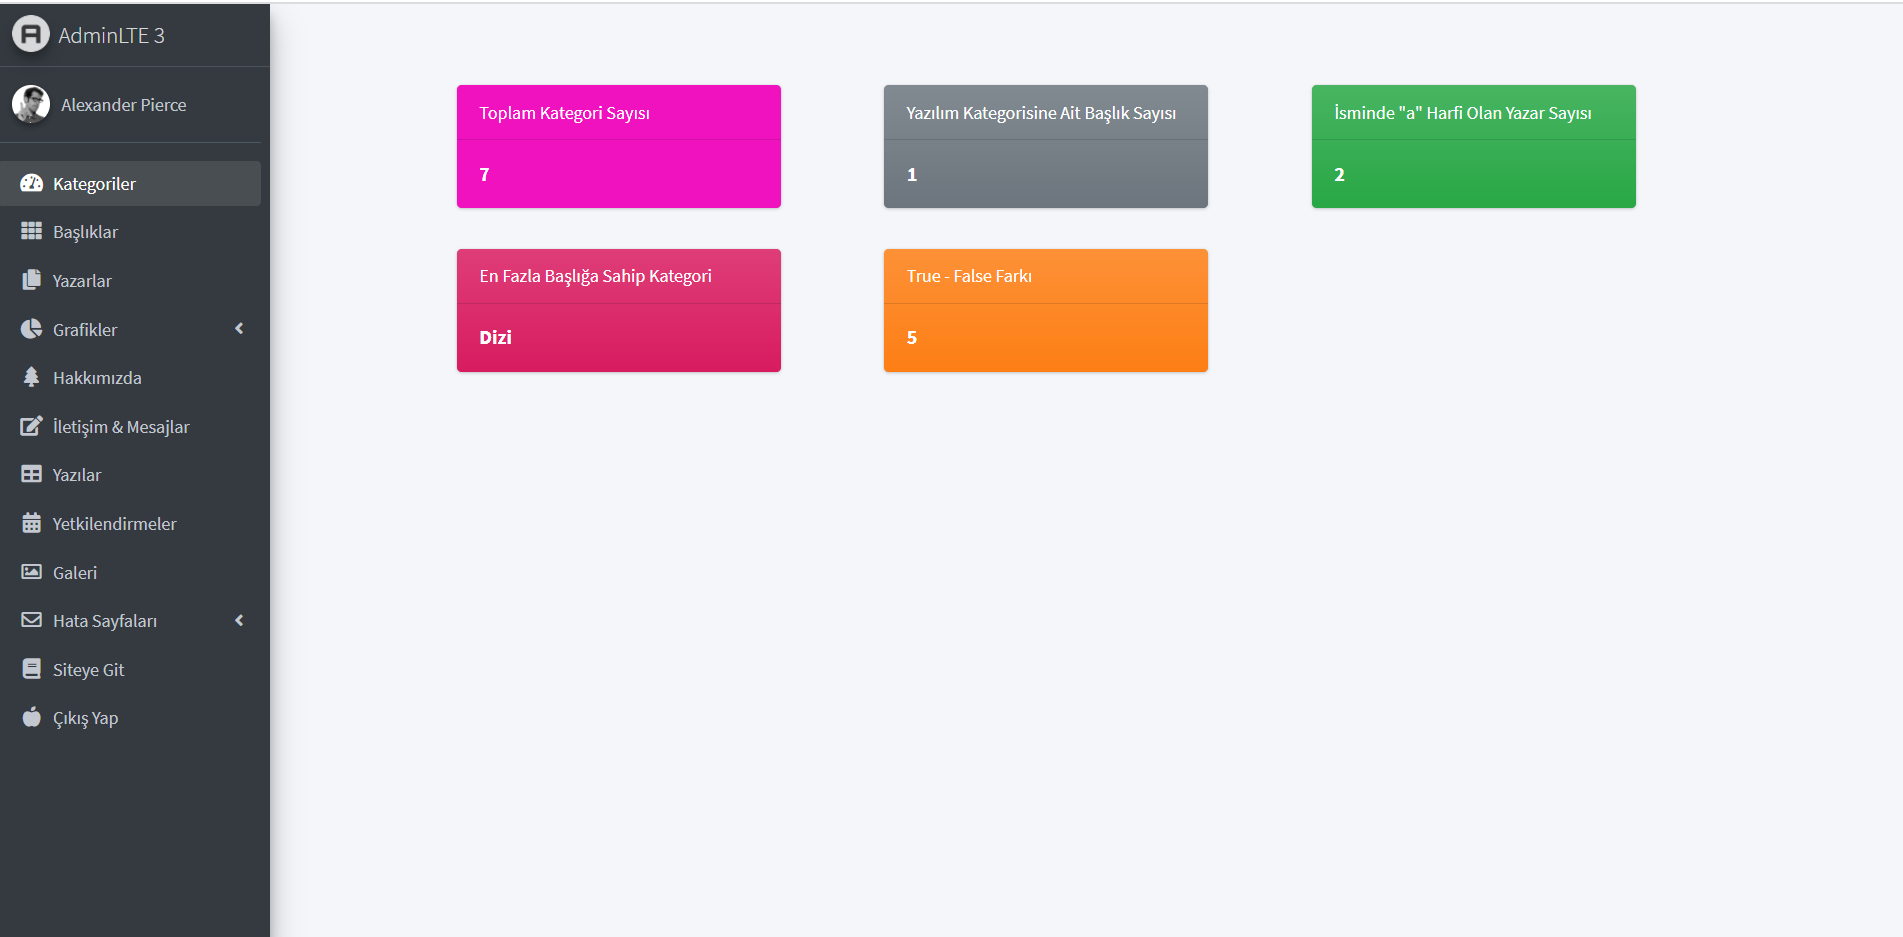 AdminLTE 3
Alexander Pierce
Kategoriler
Başlıklar
Yazarlar
Grafikler
Hakkımızda
İletişim & Mesajlar
Yazılar
Yetkilendirmeler
Galeri
Hata Sayfaları
Siteye Git
Çıkış Yap
Toplam Kategori Sayısı
7
Yazılım Kategorisine Ait Başlık Sayısı
1
İsminde "a" Harfi Olan Yazar Sayısı
2
En Fazla Başlığa Sahip Kategori
Dizi
True - False Farkı
5